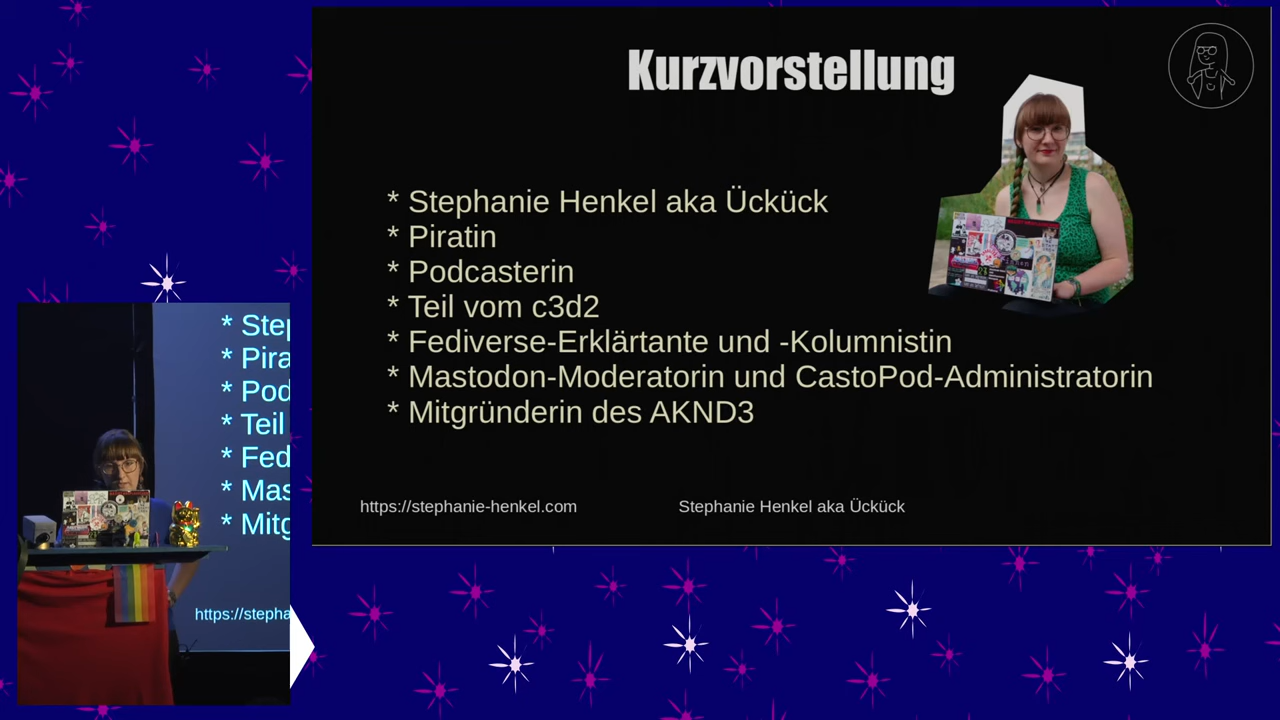 Kurzvorstellung
* Stephanie Henkel aka Ückück
* Piratin
* Podcasterin
* Teil vom c3d2
* Fediverse-Erklärtante und -Kolumnistin
* Mastodon-Moderatorin und CastoPod-Administratorin
* Mitgründerin des AKND3
https://stephanie-henkel.com
Stephanie Henkel aka Ückück
* Step
* Pira
* Pod
* Teil
* Fed
* Mas
* Mitg
https://stepha